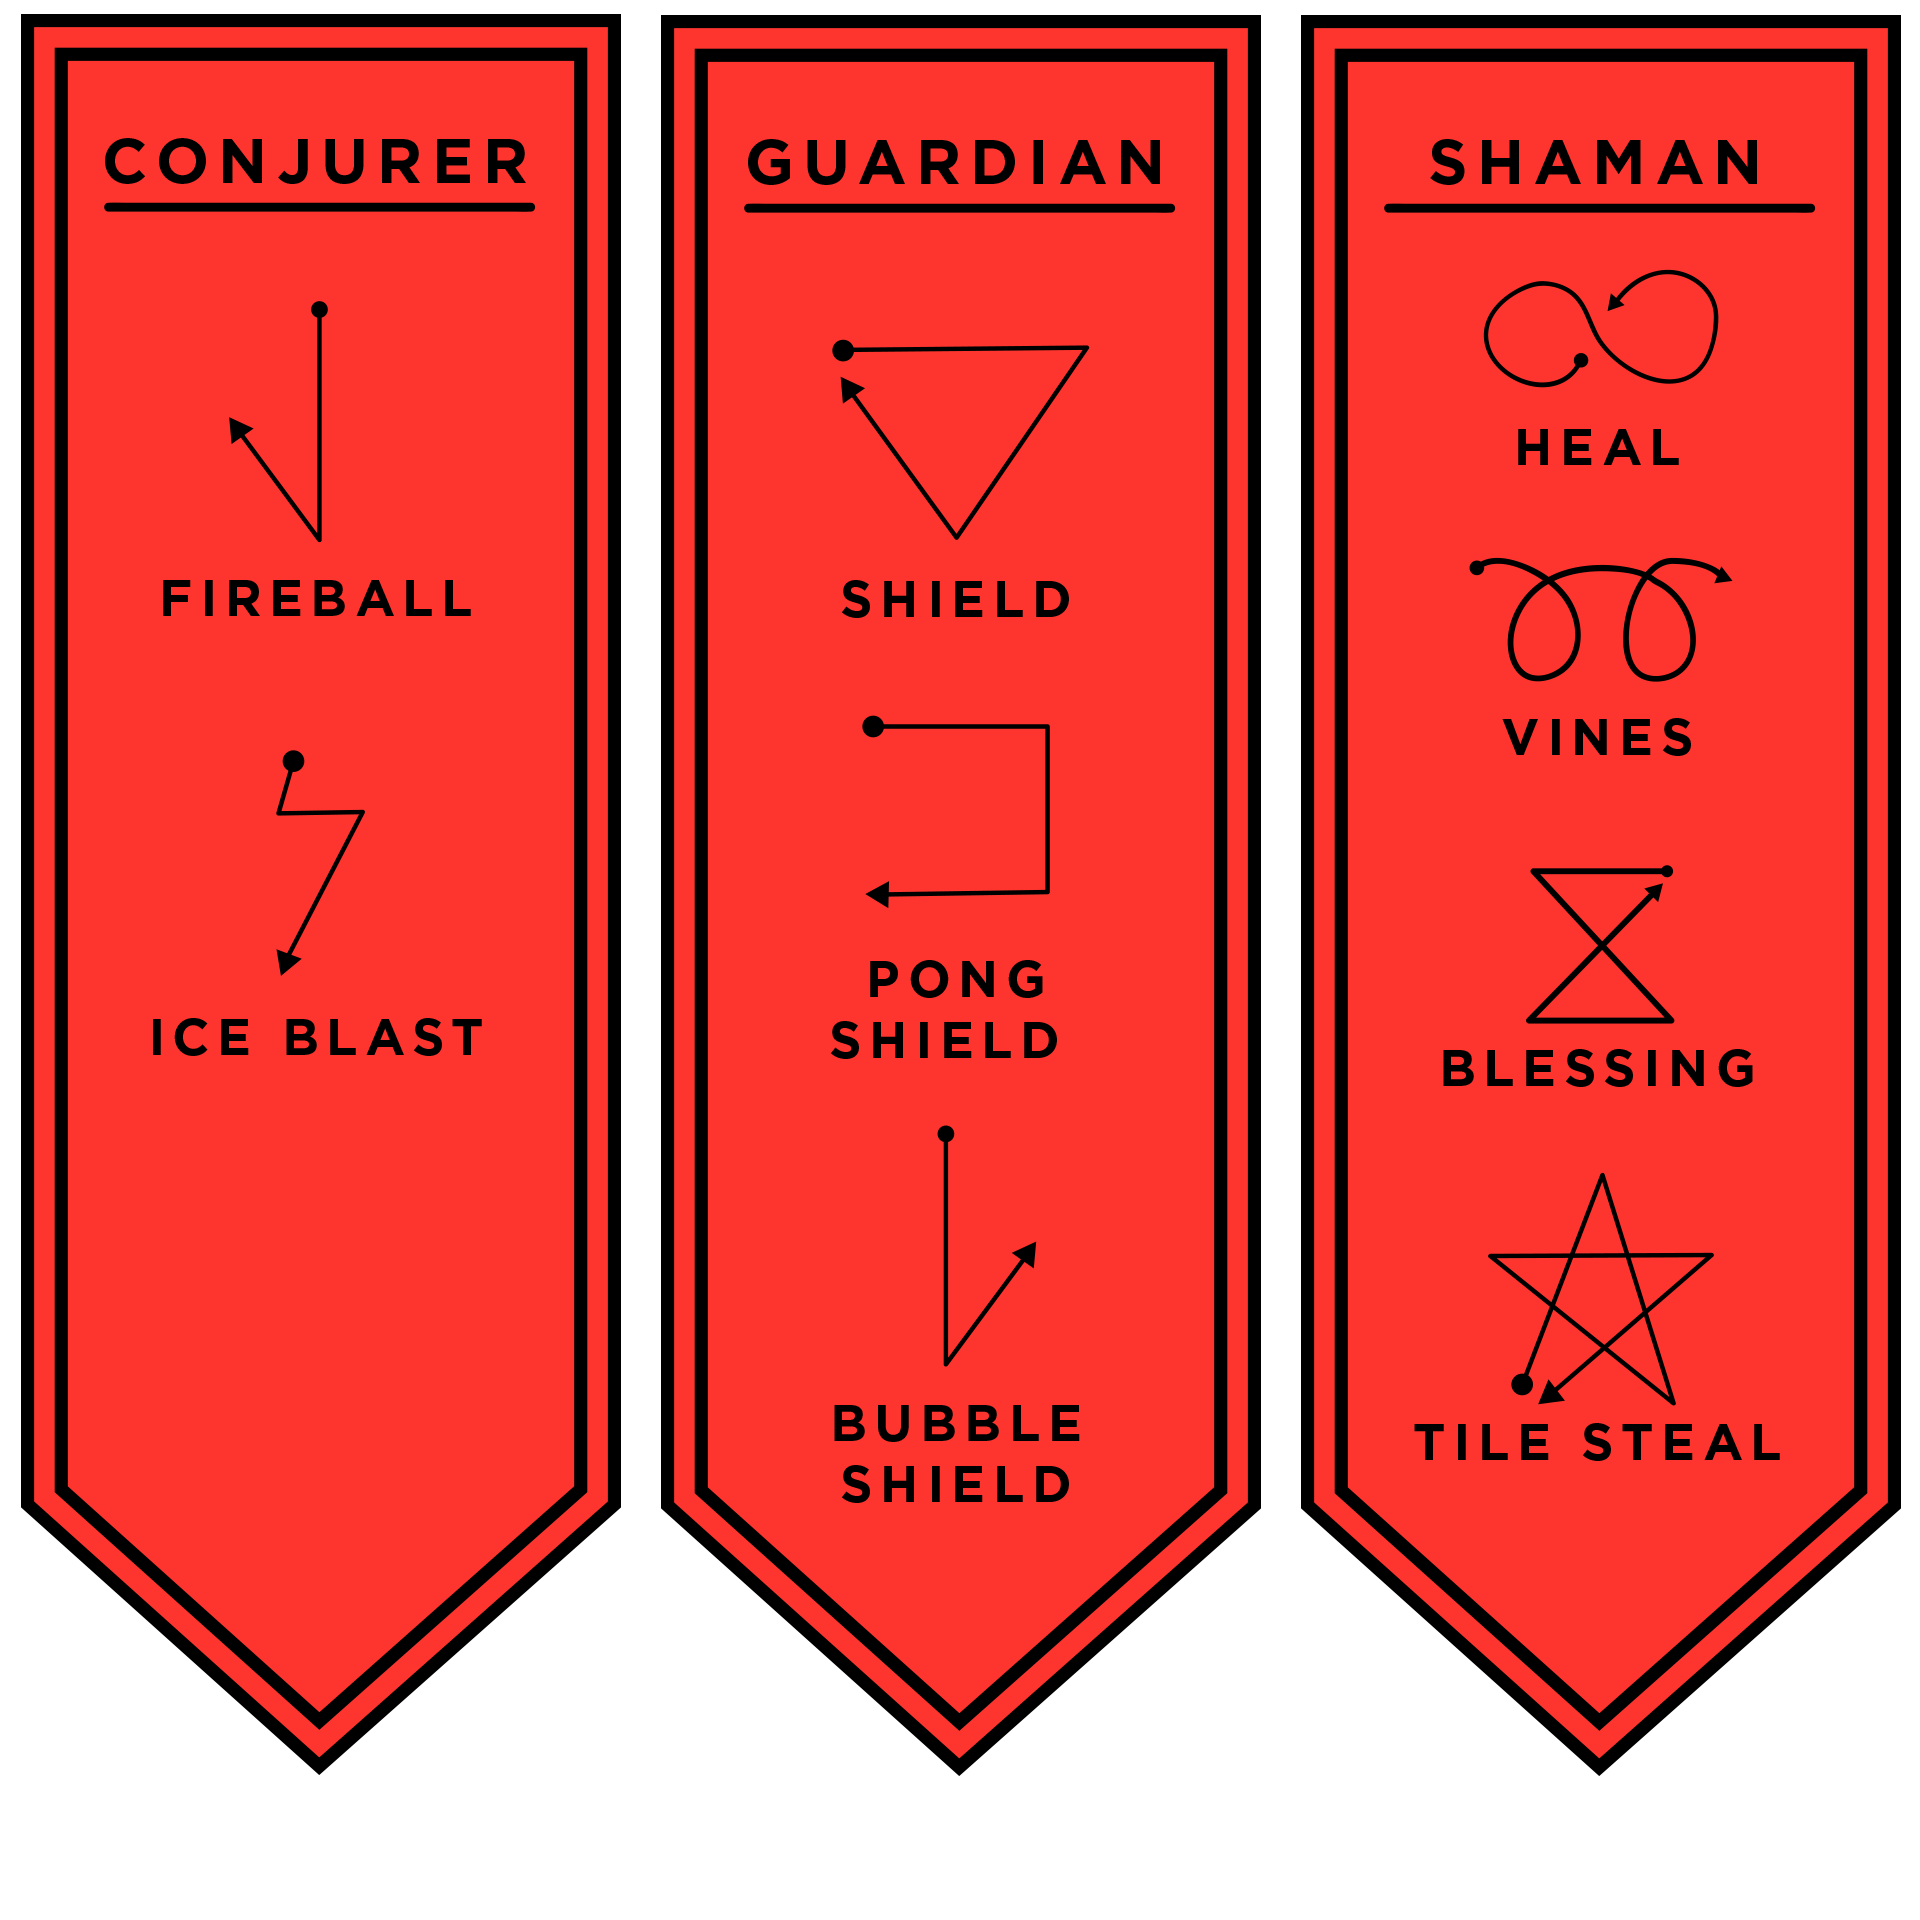 CONJURER
FIREBALL
ICE BLAST
GUARDIAN
SHIELD
PONG
SHIELD
BUBBLE
SHIELD
SHAMAN
HEAL
VINES
BLESSING
TILE STEAL